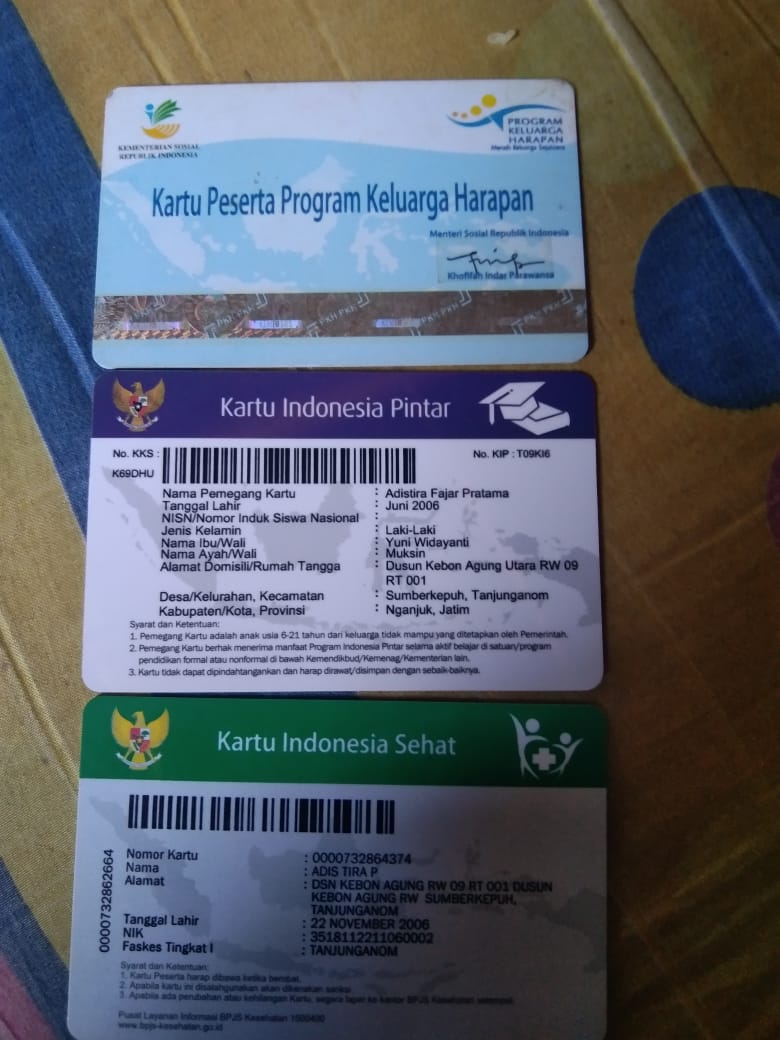 KEMENTERIAN SOSIAL
REPUBLIK INDONESIA
PROGRAM
KELUARGA
HARAPAN
Meraih Keluarga Sejahtera
Kartu Peserta Program Keluarga Harapan
Menteri Sosial Republik Indonesia
Khofifah Indar Parawansa
PKH PKH
Kartu Indonesia Pintar
No. KKS :
K69DHU
No. KIP : T09KI6
Nama Pemegang Kartu : Adistira Fajar Pratama
Tanggal Lahir : Juni 2006
NISN/Nomor Induk Siswa Nasional :
Jenis Kelamin : Laki-Laki
Nama Ibu/Wali : Yuni Widayanti
Nama Ayah/Wali : Muksin
Alamat Domisili/Rumah Tangga : Dusun Kebon Agung Utara RW 09
RT 001
Desa/Kelurahan, Kecamatan : Sumberkepuh, Tanjunganom
Kabupaten/Kota, Provinsi : Nganjuk, Jatim
Syarat dan Ketentuan:
1. Pemegang Kartu adalah anak usia 6-21 tahun dari keluarga tidak mampu yang ditetapkan oleh Pemerintah.
2. Pemegang Kartu berhak menerima manfaat Program Indonesia Pintar selama aktif belajar di satuan/program
pendidikan formal atau nonformal di bawah Kemendikbud/Kemenag/Kementerian lain.
3. Kartu tidak dapat dipindahtangankan dan harap dirawat/disimpan dengan sebaik-baiknya.
Kartu Indonesia Sehat
0000732862664
Nomor Kartu : 0000732864374
Nama : ADIS TIRA P
Alamat : DSN KEBON AGUNG RW 09 RT 001 DUSUN
KEBON AGUNG RW SUMBERKEPUH,
TANJUNGANOM
Tanggal Lahir : 22 NOVEMBER 2006
NIK : 3518112211060002
Faskes Tingkat I : TANJUNGANOM
Syarat dan Ketentuan:
1. Kartu Peserta harap dibawa ketika berobat.
2. Apabila kartu ini disalahgunakan akan dikenakan sanksi
3. Apabila ada perubahan atau kehilangan Kartu, segera lapor ke kantor BPJS Kesehatan setempat.
Pusat Layanan Informasi BPJS Kesehatan 1500400
www.bpjs-kesehatan.go.id